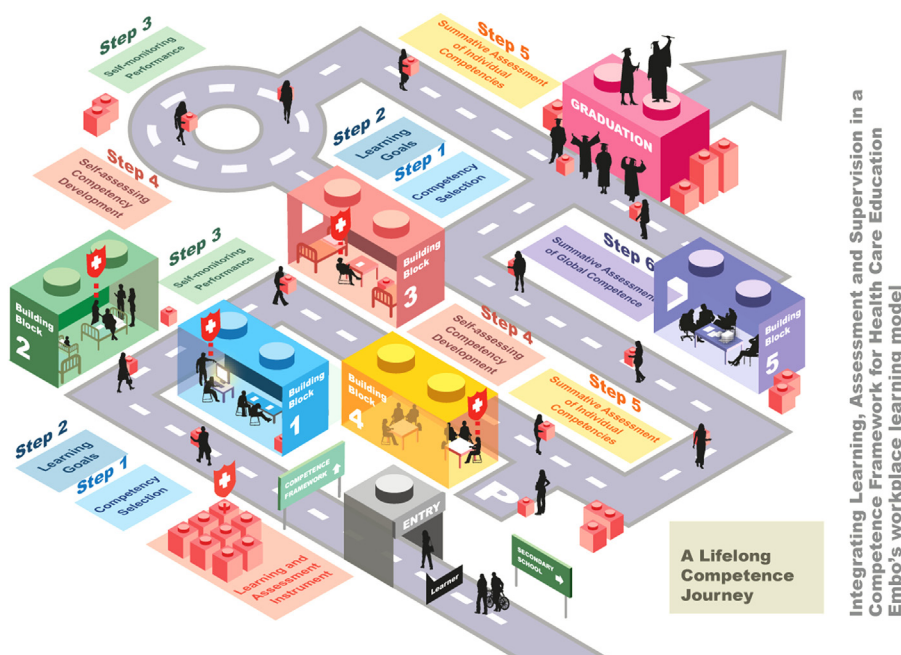 Step 3
Self-monitoring
Performance
Step 5
Summative Assessment
of Individual
Competencies
GRADUATION
Step 2
Learning
Goals
Step 1
Competency
Selection
Step 4
Self-assessing
Competency
Development
Step 3
Self-monitoring
Performance
Building
Block
3
Step 6
Summative Assessment
of Global Competence
Building
Block
2
Building
Block
1
Building
Block
4
Step 4
Self-assessing
Competency
Development
Building
Block
5
Step 5
Summative Assessment
of Individual
Competencies
Step 2
Learning
Goals
Step 1
Competency
Selection
COMPETENCE
FRAMEWORK
P
ENTRY
Learning and
Assessment
Instrument
Learner
SECONDARY
SCHOOL
A Lifelong
Competence
Journey
Integrating Learning, Assessment and Supervision in a
Competence Framework for Health Care Education
Embo's workplace learning model